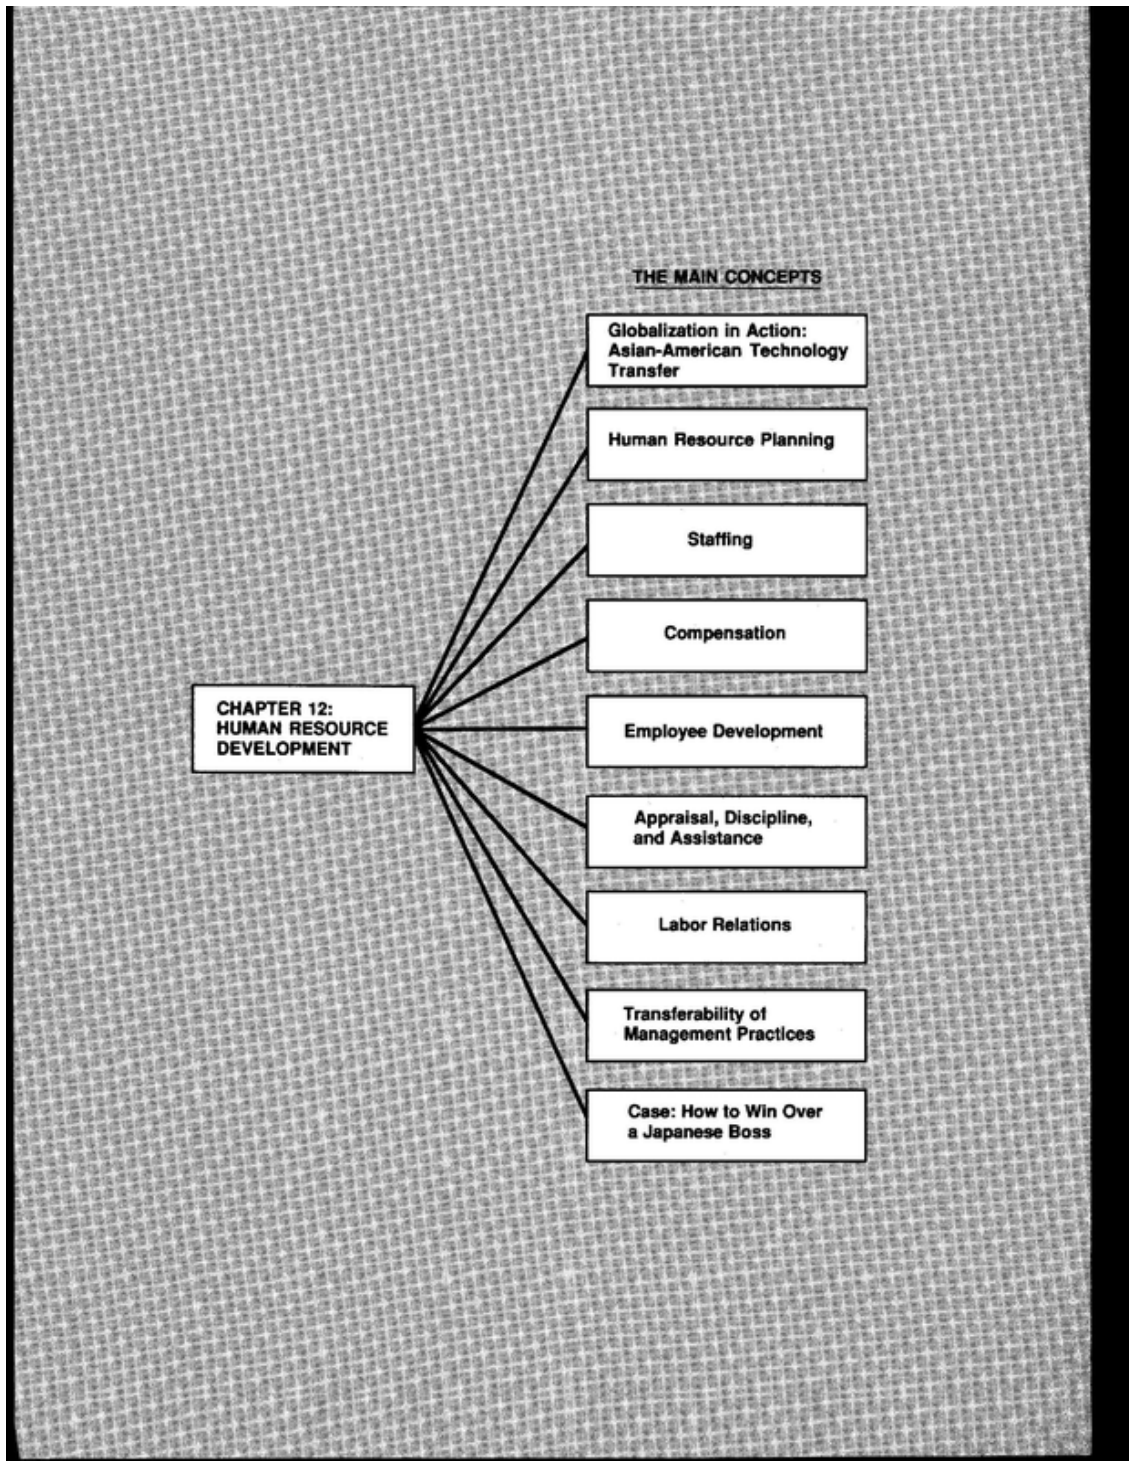 THE MAIN CONCEPTS
Globalization in Action:
Asian-American Technology
Transfer
Human Resource Planning
Staffing
Compensation
CHAPTER 12:
HUMAN RESOURCE
DEVELOPMENT
Employee Development
Appraisal, Discipline,
and Assistance
Labor Relations
Transferability of
Management Practices
Case: How to Win Over
a Japanese Boss